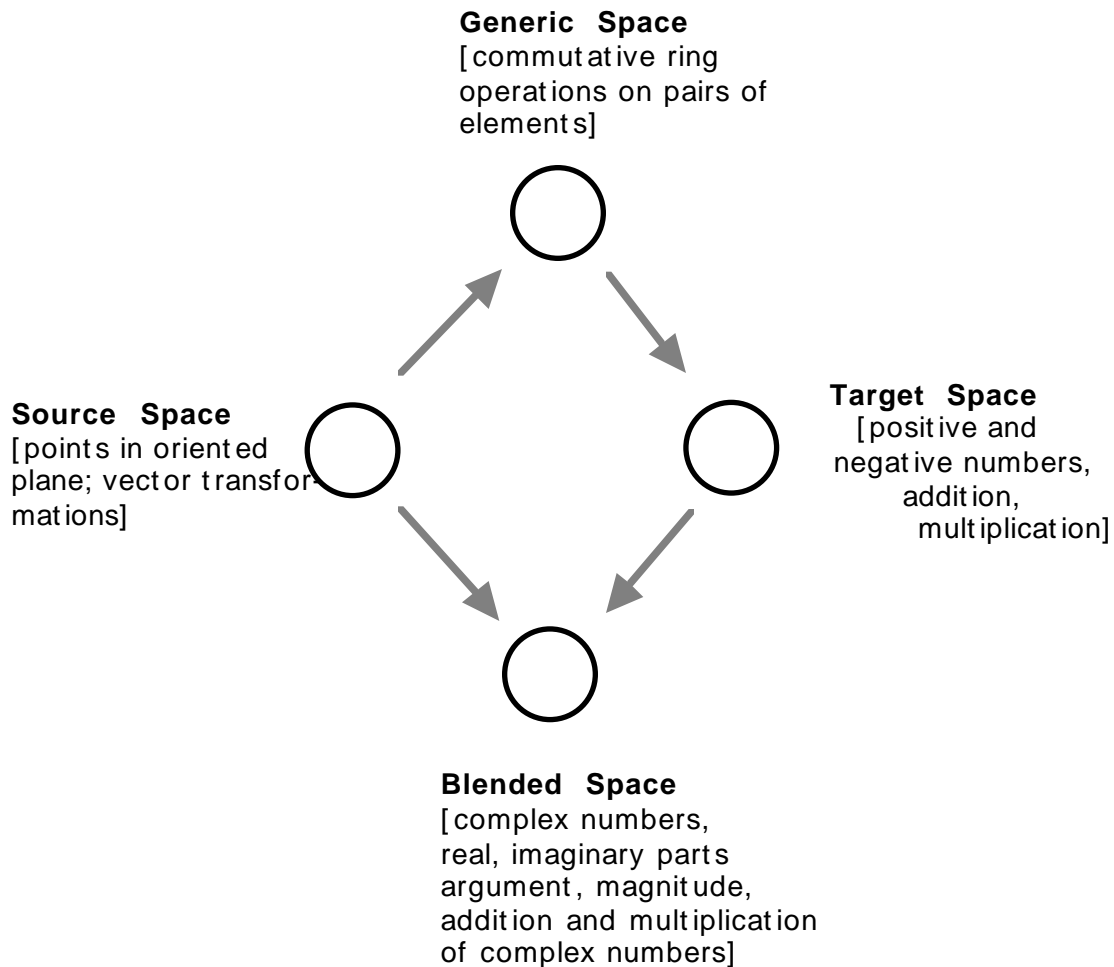 Generic Space
[commutative ring
operations on pairs of
elements]
Source Space
[points in oriented
plane; vector transfor-
mations]
Target Space
[positive and
negative numbers,
addition,
multiplication]
Blended Space
[complex numbers,
real, imaginary parts
argument, magnitude,
addition and multiplication
of complex numbers]